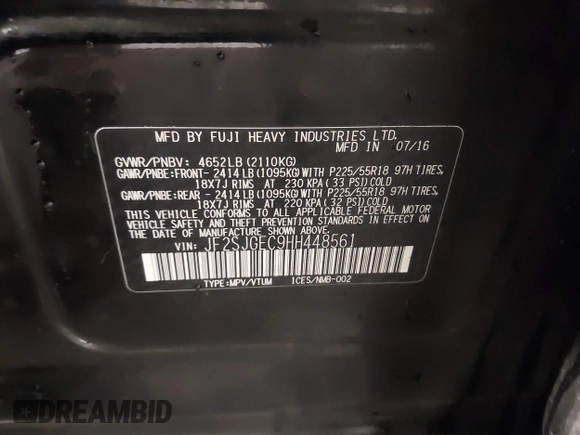 MFD BY FUJI HEAVY INDUSTRIES LTD. MFD IN 07/16
GVWR/PNBV: 4652LB (2110KG)
GAWR/PNBE:FRONT- 2414LB (1095KG) WITH P225/55R18 97H TIRES,
18X7J RIMS AT 230 KPA (33 PSI) COLD
GAWR/PNBE:REAR - 2414LB (1095KG) WITH P225/55R18 97H TIRES,
18X7J RIMS AT 220 KPA (32 PSI) COLD
THIS VEHICLE CONFORMS TO ALL APPLICABLE FEDERAL MOTOR
VEHICLE SAFETY AND THEFT PREVENTION STANDARDS IN EFFECT ON
THE DATE OF MANUFACTURE SHOWN ABOVE.
VIN: JF2SJGEC9HH448561
TYPE:MPV/VTUM ICES/NMB-002
DREAMBID